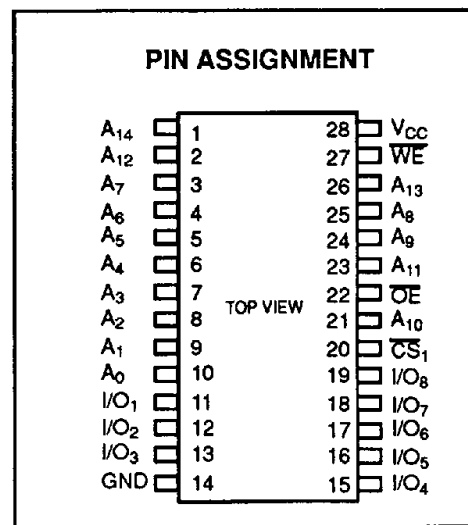 PIN ASSIGNMENT
A14 1 28 VCC
A12 2 27 W̅E̅
A7 3 26 A13
A6 4 25 A8
A5 5 24 A9
A4 6 23 A11
A3 7 22 O̅E̅
TOP VIEW
A2 8 21 A10
A1 9 20 C̅S̅1
A0 10 19 I/O8
I/O1 11 18 I/O7
I/O2 12 17 I/O6
I/O3 13 16 I/O5
GND 14 15 I/O4